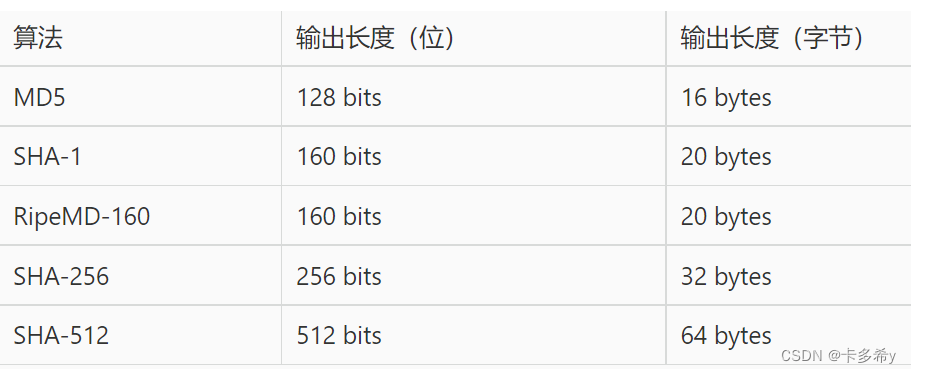 算法 输出长度（位） 输出长度（字节）
MD5 128 bits 16 bytes
SHA-1 160 bits 20 bytes
RipeMD-160 160 bits 20 bytes
SHA-256 256 bits 32 bytes
SHA-512 512 bits 64 bytes
CSDN @卡多希y